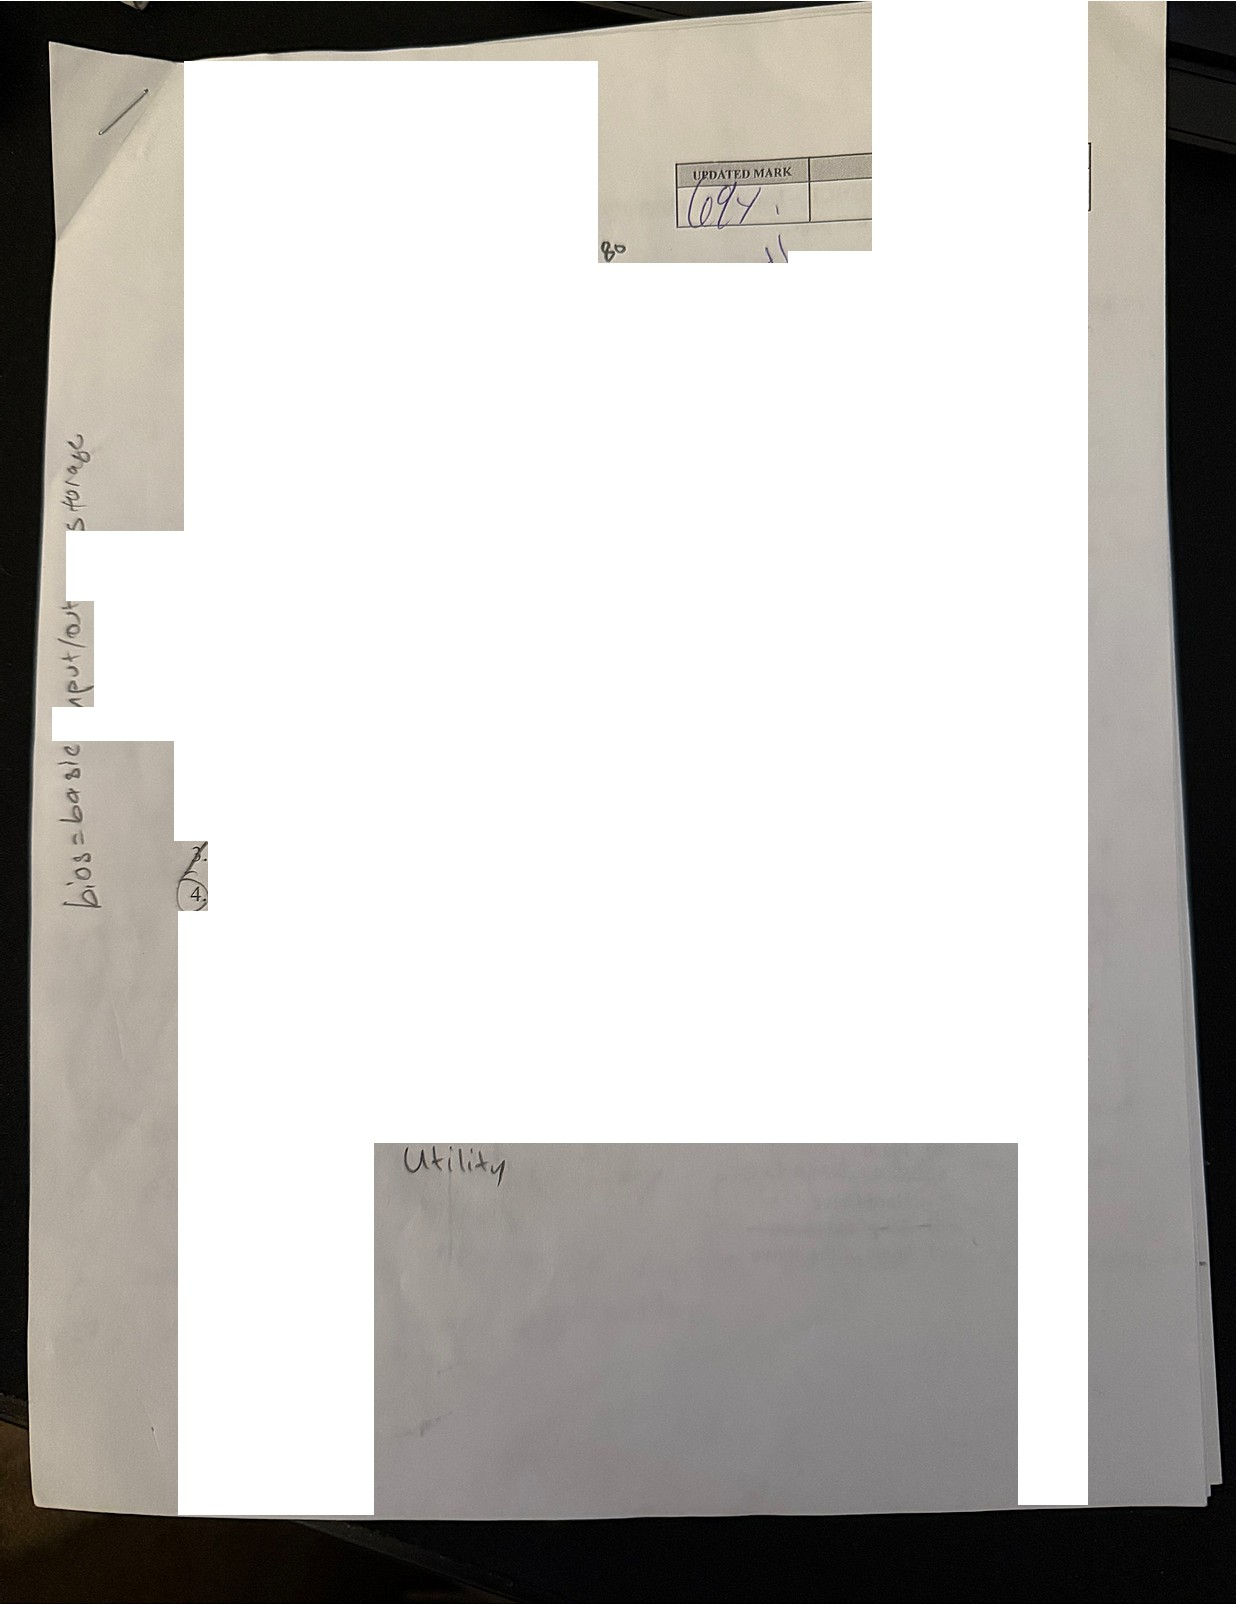 UPDATED MARK
69%
80
bios=basic input/out storage
3.
4.
Utility